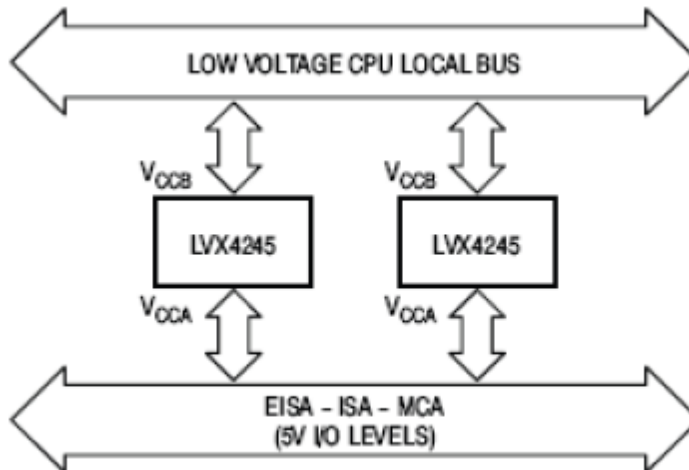 LOW VOLTAGE CPU LOCAL BUS
VCCB VCCB
LVX4245 LVX4245
VCCA VCCA
EISA – ISA – MCA
(5V I/O LEVELS)